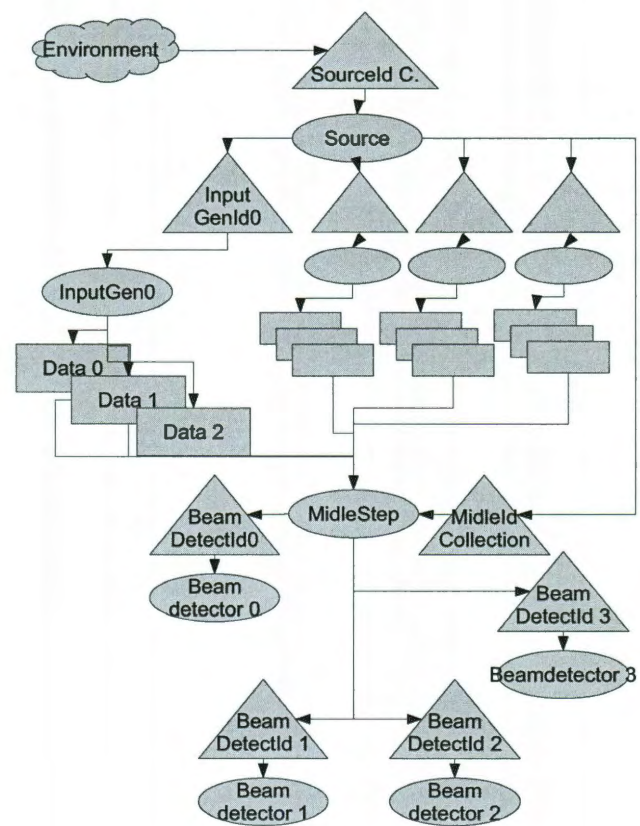 Environment
SourceId C.
Source
Input
GenId0
InputGen0
Data 0
Data 1
Data 2
Beam
DetectId0
MidleStep
MidleId
Collection
Beam
detector 0
Beam
DetectId 3
Beamdetector 3
Beam
DetectId 1
Beam
DetectId 2
Beam
detector 1
Beam
detector 2